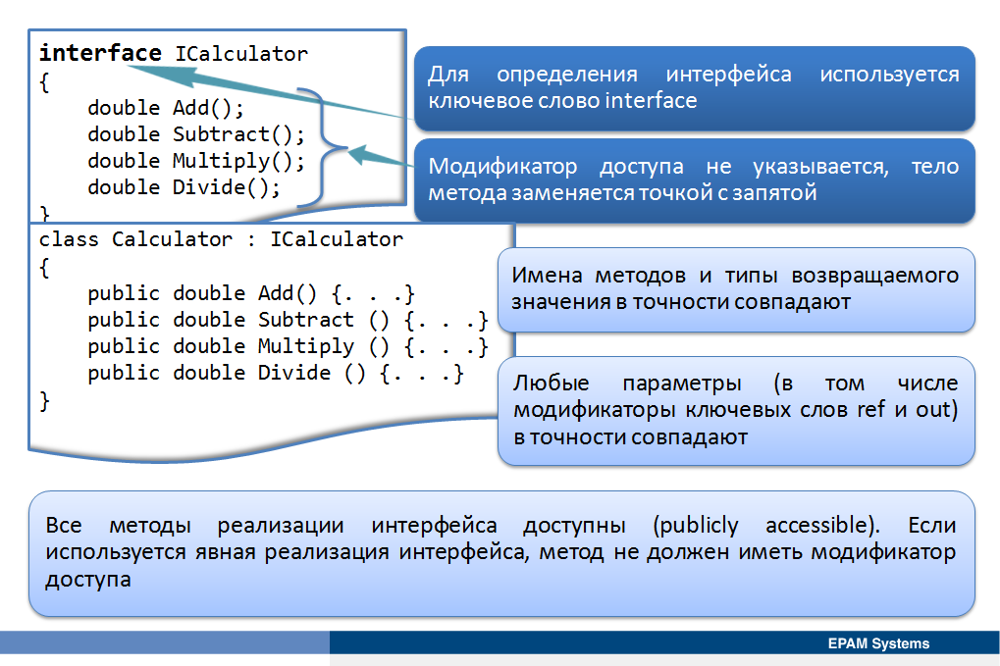 interface ICalculator
{
double Add();
double Subtract();
double Multiply();
double Divide();
}
Для определения интерфейса используется
ключевое слово interface
Модификатор доступа не указывается, тело
метода заменяется точкой с запятой
class Calculator : ICalculator
{
public double Add() {. . .}
public double Subtract () {. . .}
public double Multiply () {. . .}
public double Divide () {. . .}
}
Имена методов и типы возвращаемого
значения в точности совпадают
Любые параметры (в том числе
модификаторы ключевых слов ref и out)
в точности совпадают
Все методы реализации интерфейса доступны (publicly accessible). Если
используется явная реализация интерфейса, метод не должен иметь модификатор
доступа
EPAM Systems